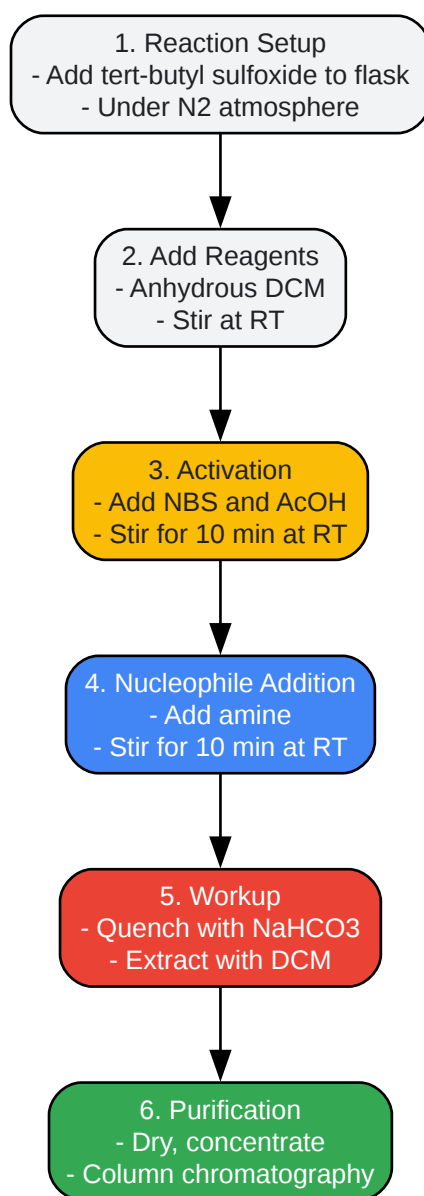 1. Reaction Setup
- Add tert-butyl sulfoxide to flask
- Under N2 atmosphere
2. Add Reagents
- Anhydrous DCM
- Stir at RT
3. Activation
- Add NBS and AcOH
- Stir for 10 min at RT
4. Nucleophile Addition
- Add amine
- Stir for 10 min at RT
5. Workup
- Quench with NaHCO3
- Extract with DCM
6. Purification
- Dry, concentrate
- Column chromatography